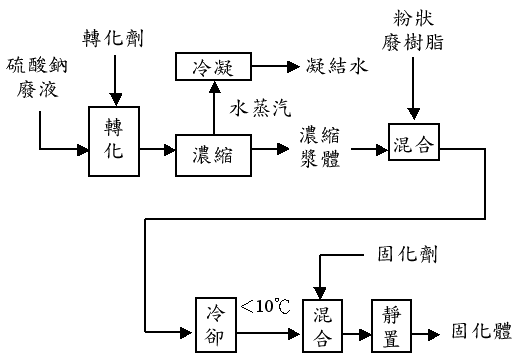 粉狀
廢樹脂
轉化劑
硫酸鈉
廢液
冷凝
凝結水
水蒸汽
轉
化
濃縮
濃縮
漿體
混合
固化劑
冷
卻
<10℃
混
合
靜
置
固化體